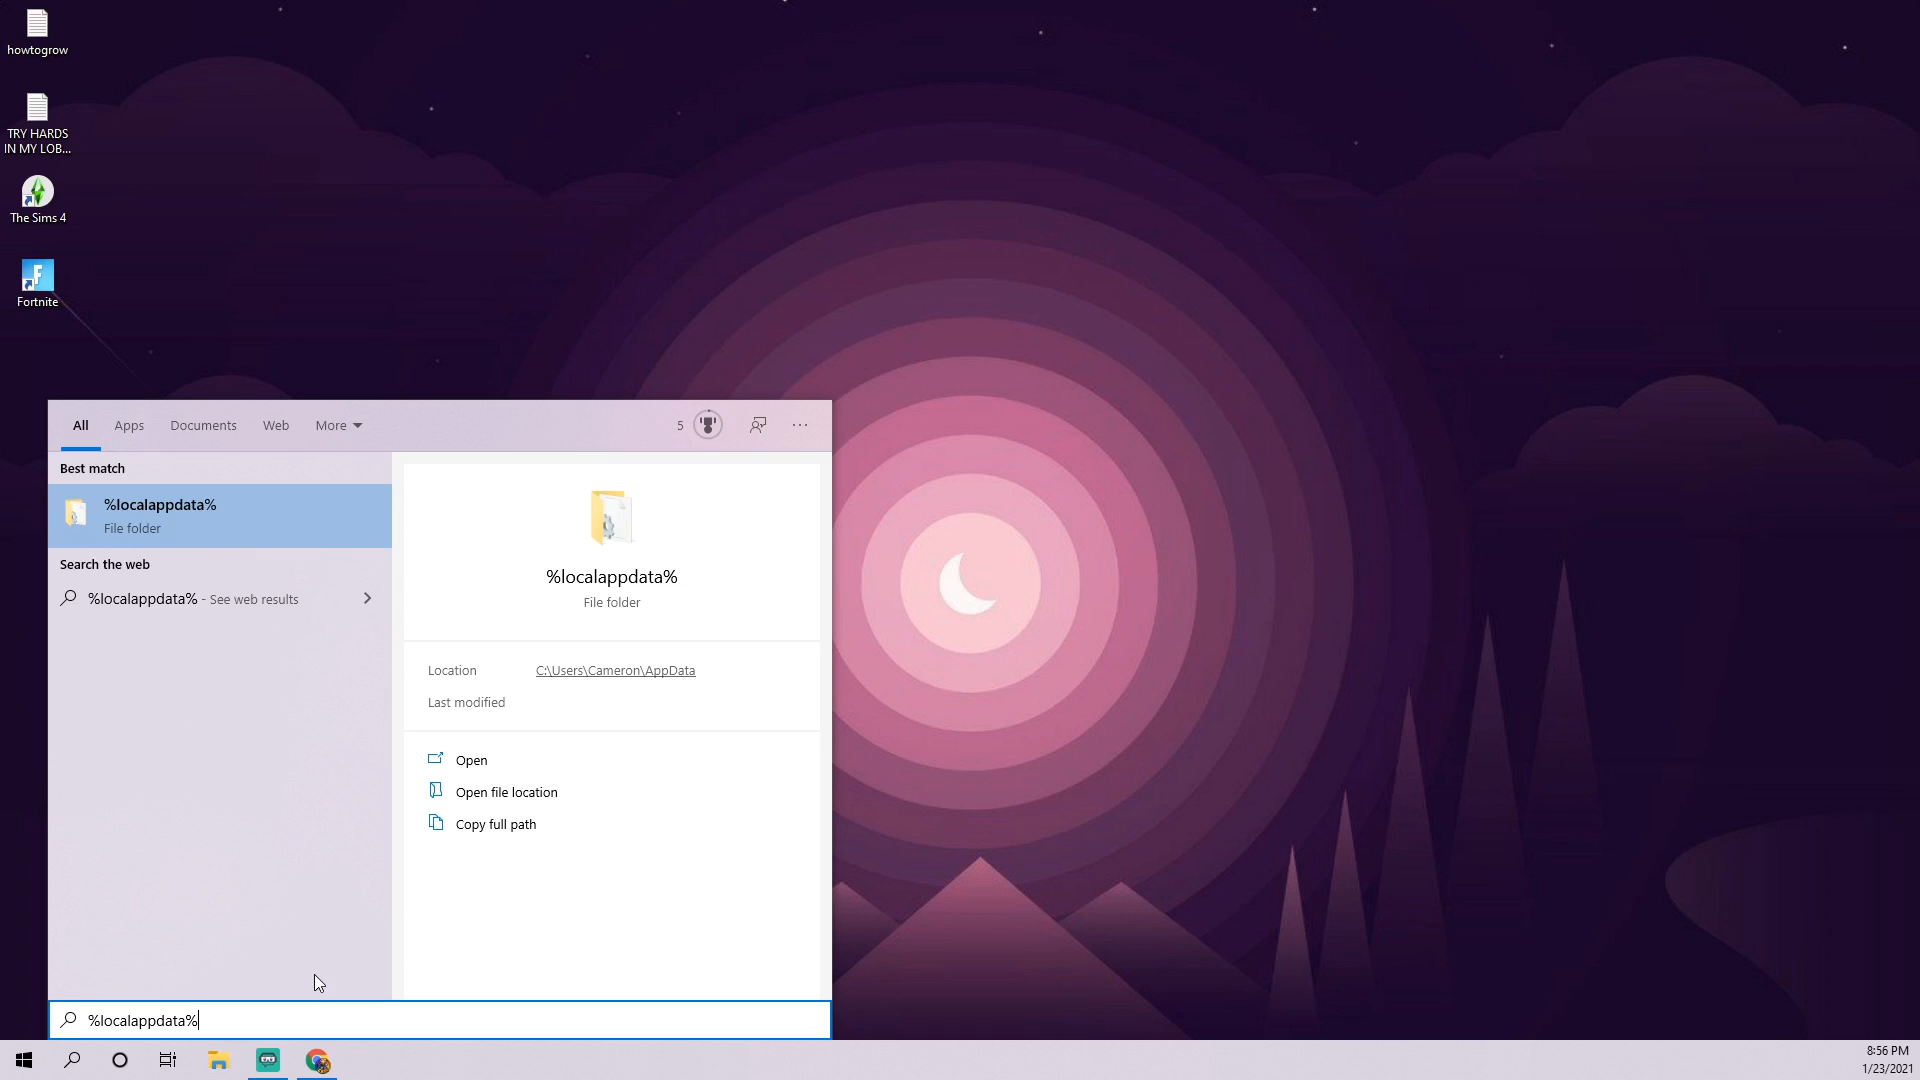 howtogrow
TRY HARDS
IN MY LOB...
The Sims 4
Fortnite
All
Apps
Documents
Web
More
5
Best match
%localappdata%
File folder
Search the web
%localappdata% - See web results
%localappdata%
File folder
Location
C:\Users\Cameron\AppData
Last modified
Open
Open file location
Copy full path
%localappdata%
8:56 PM
1/23/2021